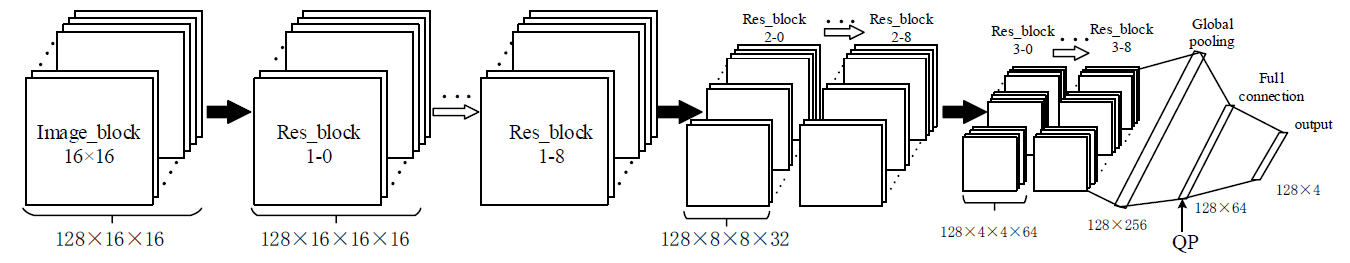 Image_block
16×16
128×16×16
Res_block
1-0
128×16×16×16
Res_block
1-8
Res_block
2-0
Res_block
2-8
128×8×8×32
Res_block
3-0
Res_block
3-8
128×4×4×64
Global
pooling
128×256
Full
connection
128×64
QP
output
128×4